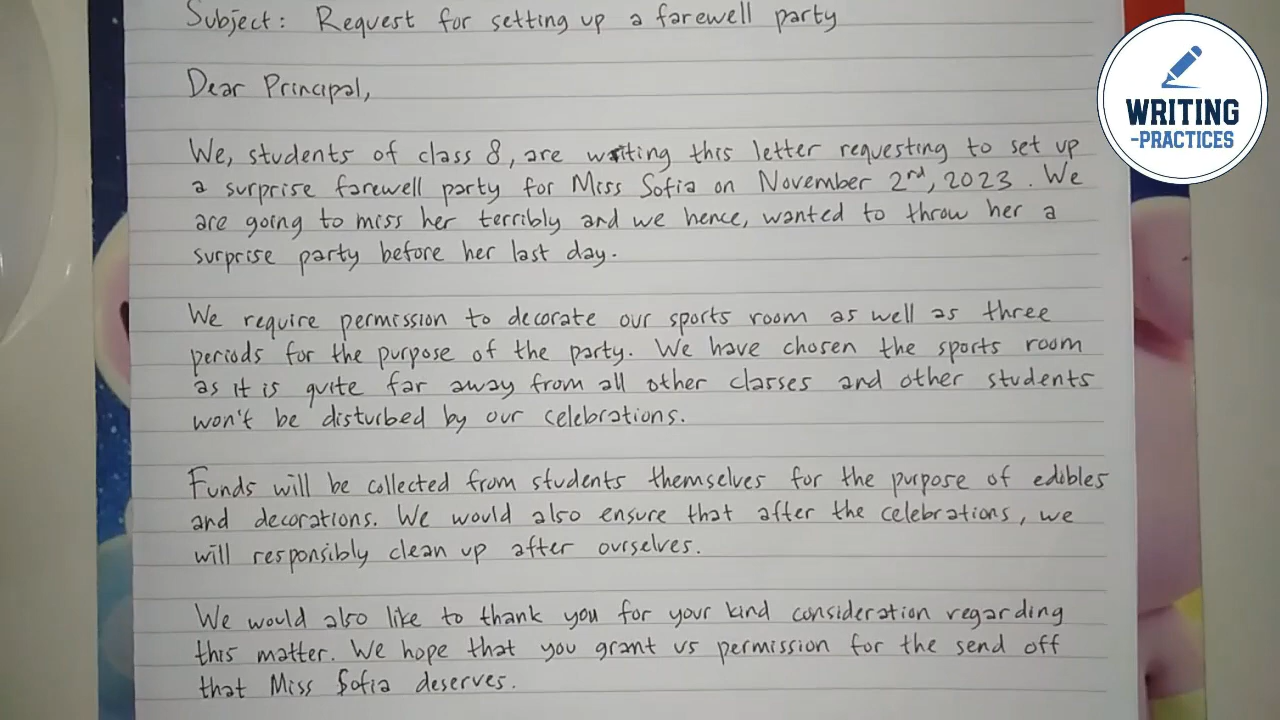 Subject: Request for setting up a farewell party
WRITING
-PRACTICES
Dear Principal,
We, students of class 8, are writing this letter requesting to set up
a surprise farewell party for Miss Sofia on November 2nd, 2023. We
are going to miss her terribly and we hence, wanted to throw her a
surprise party before her last day.
We require permission to decorate our sports room as well as three
periods for the purpose of the party. We have chosen the sports room
as it is quite far away from all other classes and other students
won't be disturbed by our celebrations.
Funds will be collected from students themselves for the purpose of edibles
and decorations. We would also ensure that after the celebrations, we
will responsibly clean up after ourselves.
We would also like to thank you for your kind consideration regarding
this matter. We hope that you grant us permission for the send off
that Miss Sofia deserves.